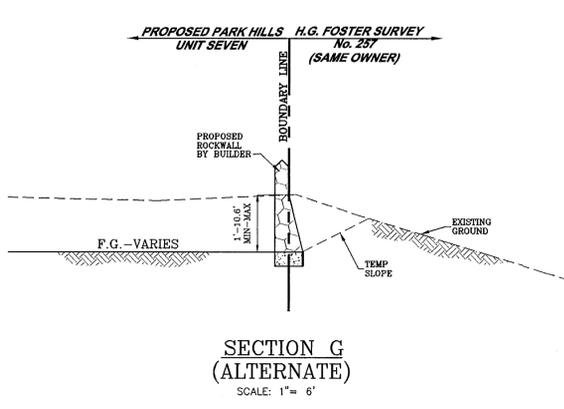 PROPOSED PARK HILLS
UNIT SEVEN
H.G. FOSTER SURVEY
No. 257
(SAME OWNER)
BOUNDARY LINE
PROPOSED
ROCKWALL
BY BUILDER
1'-10.6'
MIN-MAX
F.G.-VARIES
EXISTING
GROUND
TEMP
SLOPE
SECTION G
(ALTERNATE)
SCALE: 1"= 6'